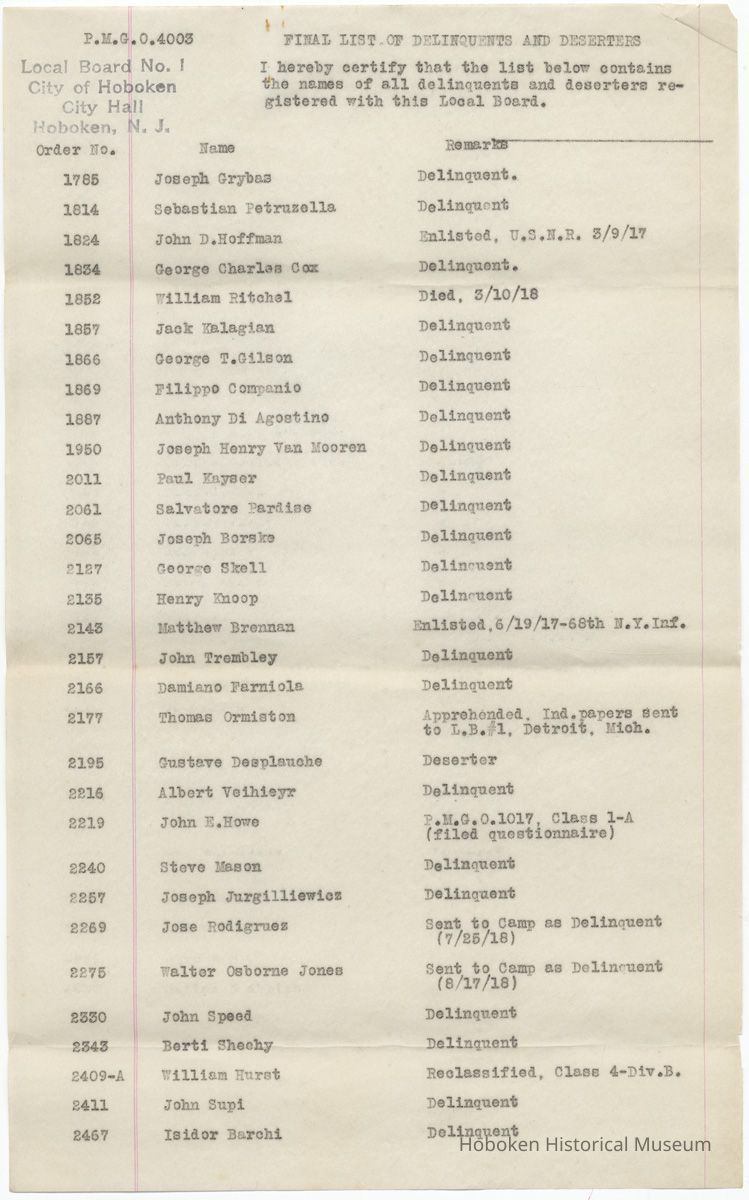 P.M.G.O.4003 FINAL LIST OF DELINQUENTS AND DESERTERS
Local Board No. 1
City of Hoboken
City Hall
Hoboken, N. J.
I hereby certify that the list below contains
the names of all delinquents and deserters re-
gistered with this Local Board.
Order No. Name Remarks
1785 Joseph Grybas Delinquent.
1814 Sebastian Petruzella Delinquent
1824 John D.Hoffman Enlisted, U.S.N.R. 3/9/17
1834 George Charles Cox Delinquent.
1852 William Ritchel Died, 3/10/18
1857 Jack Kalagian Delinquent
1866 George T.Gilson Delinquent
1869 Filippo Companio Delinquent
1887 Anthony Di Agostino Delinquent
1950 Joseph Henry Van Mooren Delinquent
2011 Paul Kayser Delinquent
2061 Salvatore Pardise Delinquent
2065 Joseph Borske Delinquent
2127 George Skell Delinquent
2135 Henry Knoop Delinquent
2143 Matthew Brennan Enlisted,6/19/17-68th N.Y.Inf.
2157 John Trembley Delinquent
2166 Damiano Farniola Delinquent
2177 Thomas Ormiston Apprehended, Ind.papers sent
to L.B.#1, Detroit, Mich.
2195 Gustave Desplauche Deserter
2216 Albert Veihieyr Delinquent
2219 John E.Howe P.M.G.O.1017, Class 1-A
(filed questionnaire)
2240 Steve Mason Delinquent
2257 Joseph Jurgilliewicz Delinquent
2269 Jose Rodigruez Sent to Camp as Delinquent
(7/25/18)
2275 Walter Osborne Jones Sent to Camp as Delinquent
(8/17/18)
2330 John Speed Delinquent
2343 Berti Sheehy Delinquent
2409-A William Hurst Reclassified, Class 4-Div.B.
2411 John Supi Delinquent
2467 Isidor Barchi Delinquent
Hoboken Historical Museum